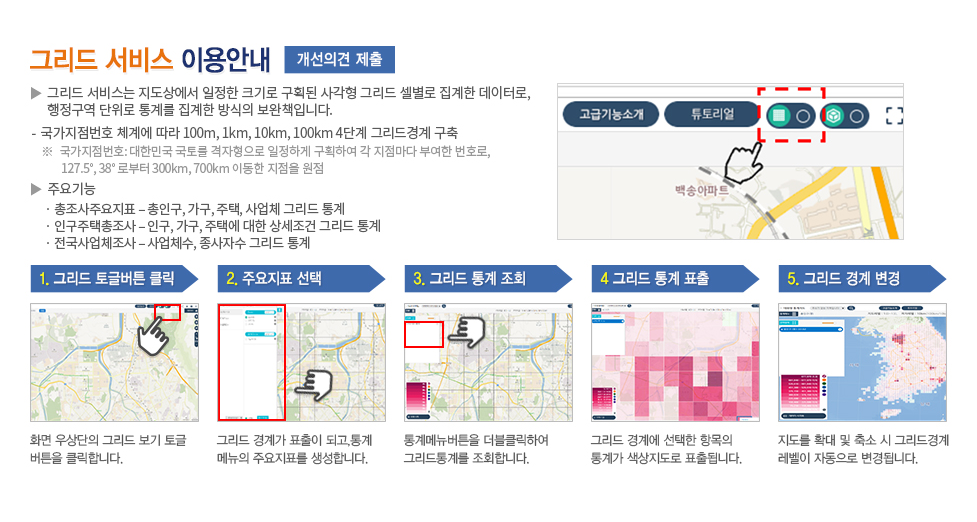 그리드 서비스 이용안내 개선의견 제출
▶ 그리드 서비스는 지도상에서 일정한 크기로 구획된 사각형 그리드 셀별로 집계한 데이터로,
행정구역 단위로 통계를 집계한 방식의 보완책입니다.
- 국가지점번호 체계에 따라 100m, 1km, 10km, 100km 4단계 그리드경계 구축
※ 국가지점번호: 대한민국 국토를 격자형으로 일정하게 구획하여 각 지점마다 부여한 번호로,
127.5°, 38° 로부터 300km, 700km 이동한 지점을 원점
▶ 주요기능
· 총조사주요지표 – 총인구, 가구, 주택, 사업체 그리드 통계
· 인구주택총조사 – 인구, 가구, 주택에 대한 상세조건 그리드 통계
· 전국사업체조사 – 사업체수, 종사자수 그리드 통계
고급기능소개 튜토리얼
백송아파트
1. 그리드 토글버튼 클릭
2. 주요지표 선택
3. 그리드 통계 조회
4 그리드 통계 표출
5. 그리드 경계 변경
화면 우상단의 그리드 보기 토글
버튼을 클릭합니다.
그리드 경계가 표출이 되고,통계
메뉴의 주요지표를 생성합니다.
통계메뉴버튼을 더블클릭하여
그리드통계를 조회합니다.
그리드 경계에 선택한 항목의
통계가 색상지도로 표출됩니다.
지도를 확대 및 축소 시 그리드경계
레벨이 자동으로 변경됩니다.